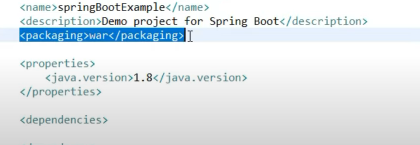 <name>springBootExample</name>
<description>Demo project for Spring Boot</description>
<packaging>war</packaging>
<properties>
<java.version>1.8</java.version>
</properties>
<dependencies>